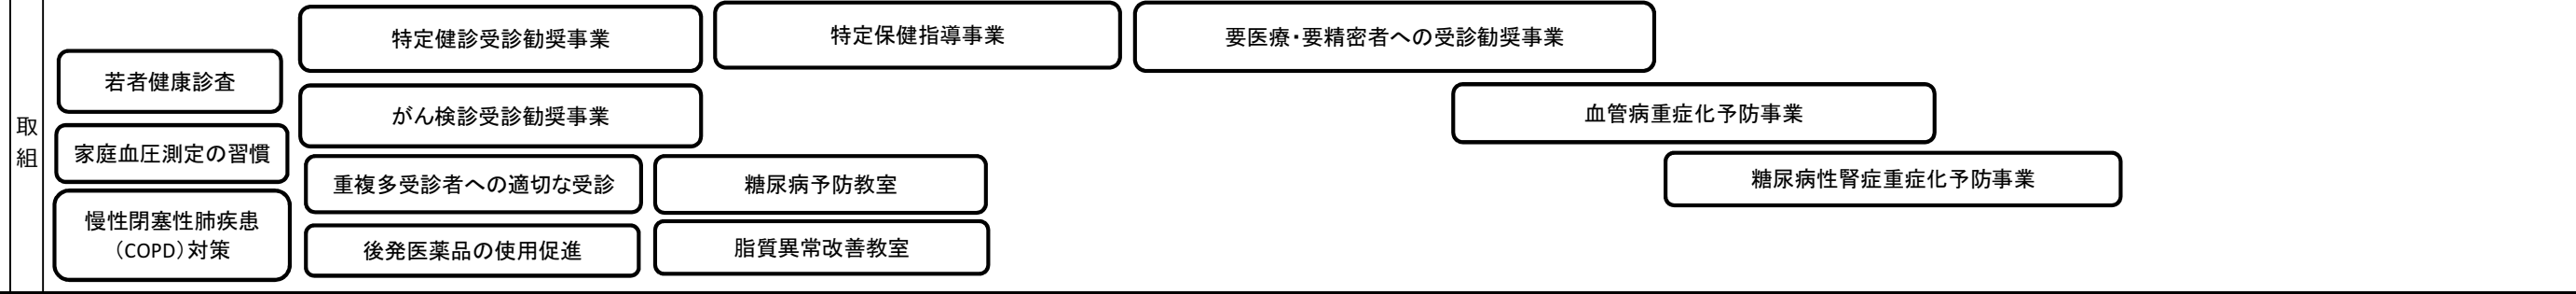 取組
若者健康診査
家庭血圧測定の習慣
慢性閉塞性肺疾患
（COPD）対策
特定健診受診勧奨事業
がん検診受診勧奨事業
重複多受診者への適切な受診
後発医薬品の使用促進
特定保健指導事業
糖尿病予防教室
脂質異常改善教室
要医療・要精密者への受診勧奨事業
血管病重症化予防事業
糖尿病性腎症重症化予防事業